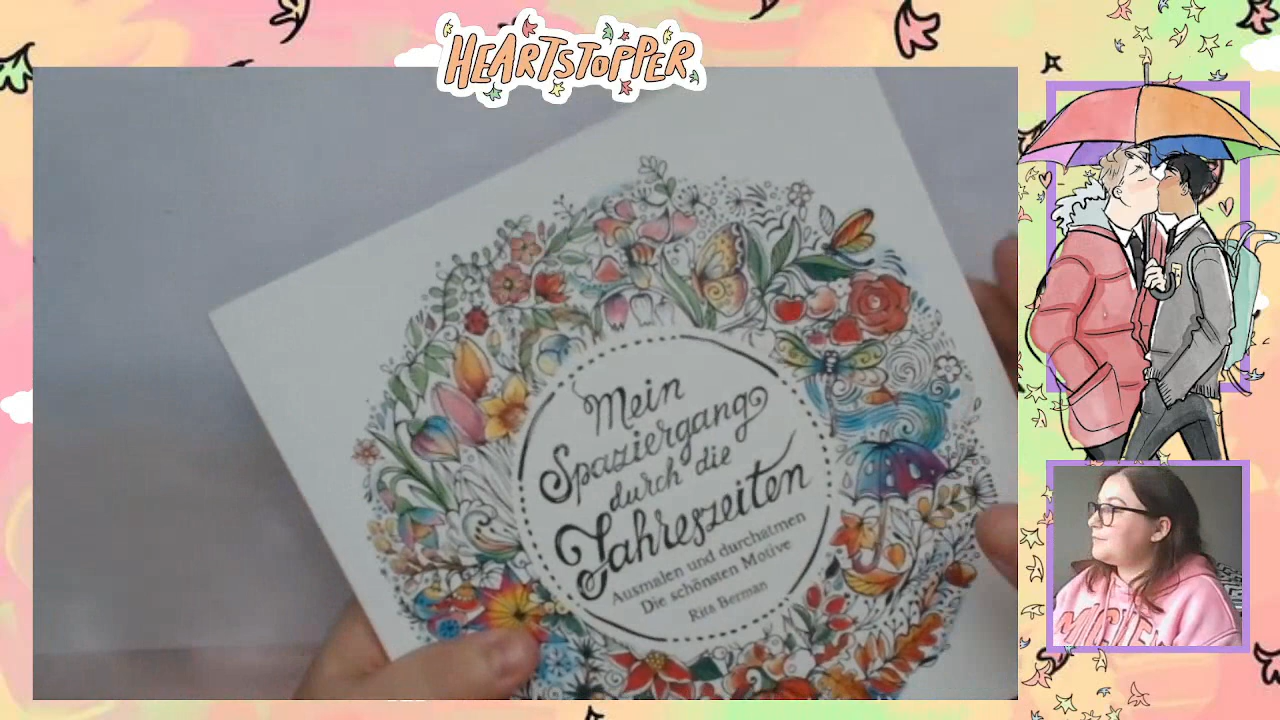 HEARTSTOPPER
Mein
Spaziergang
durch die
Jahreszeiten
Ausmalen und durchatmen
Die schönsten Motive
Rita Berman